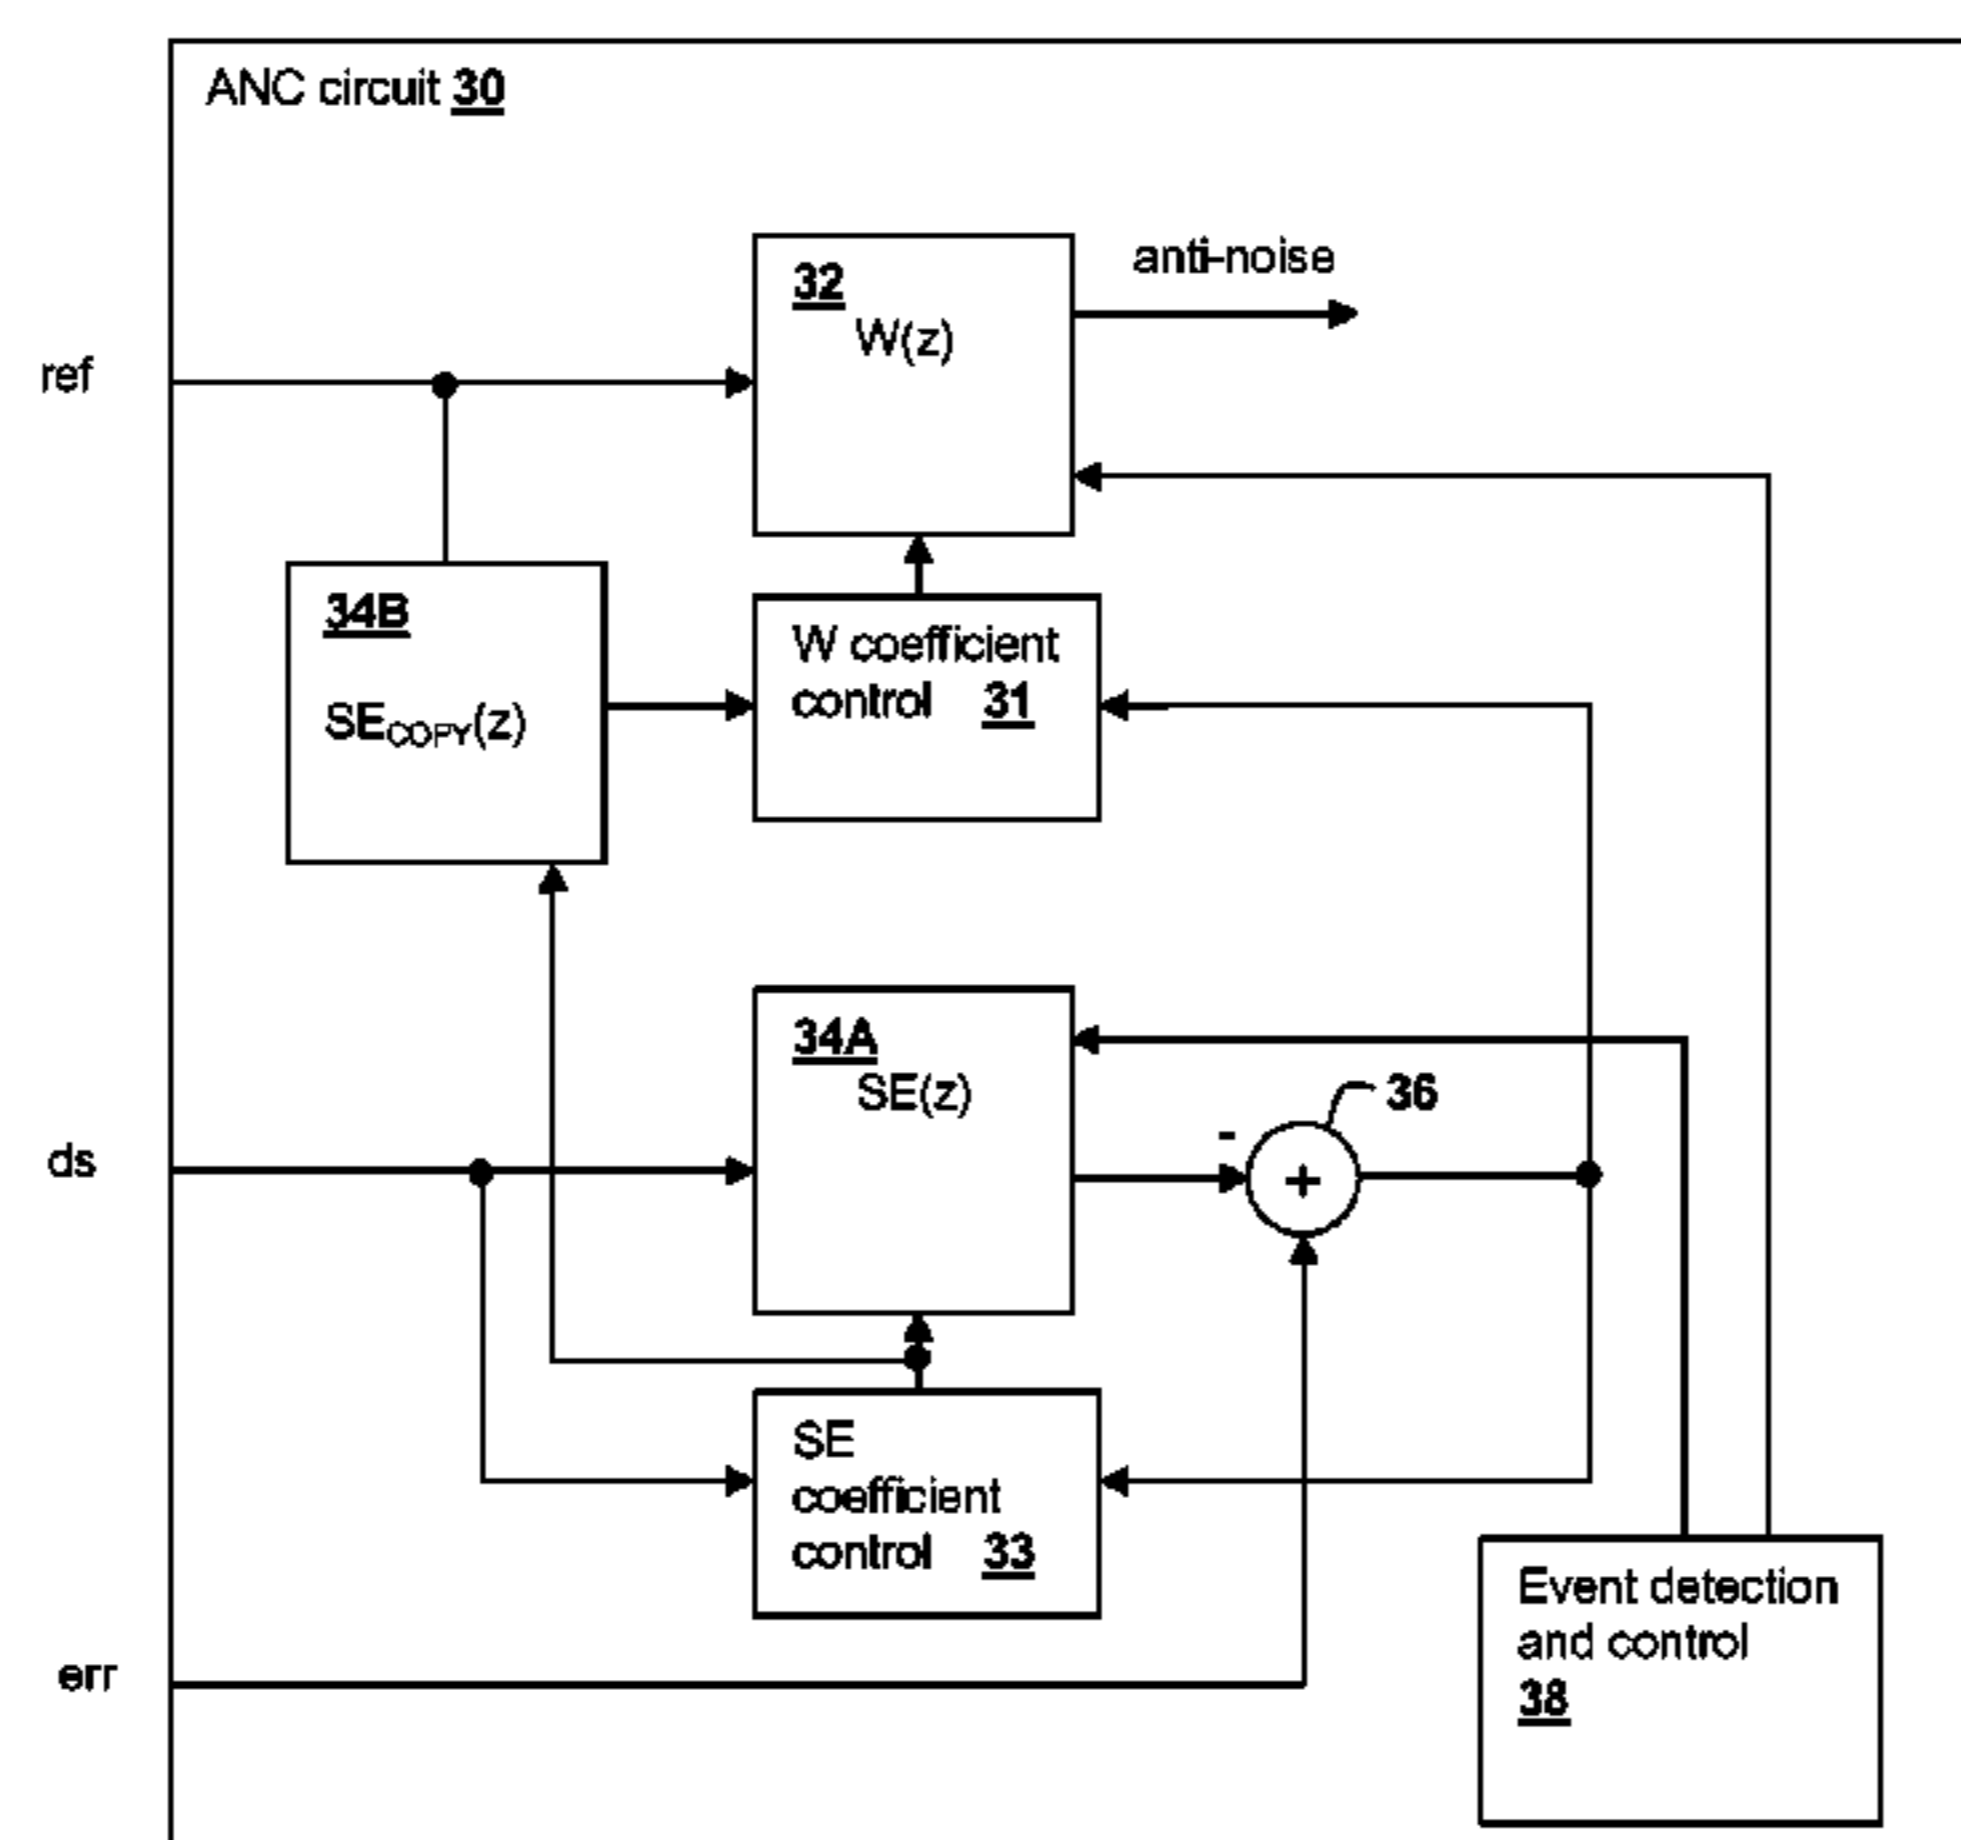 ANC circuit 30
anti-noise
32
W(z)
ref
34B
SECOPY(z)
W coefficient
control 31
34A
SE(z)
36
-
+
ds
SE
coefficient
control 33
Event detection
and control
38
err